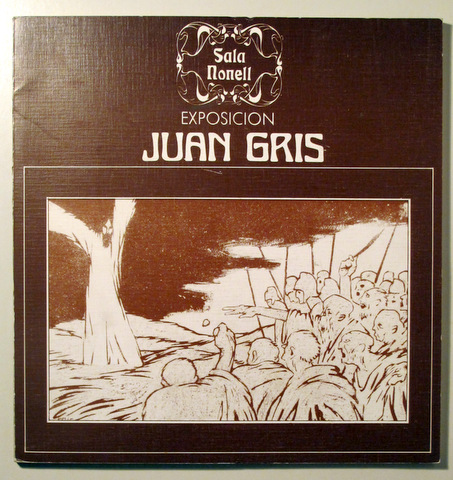 Sala
Nonell
EXPOSICION
JUAN GRIS